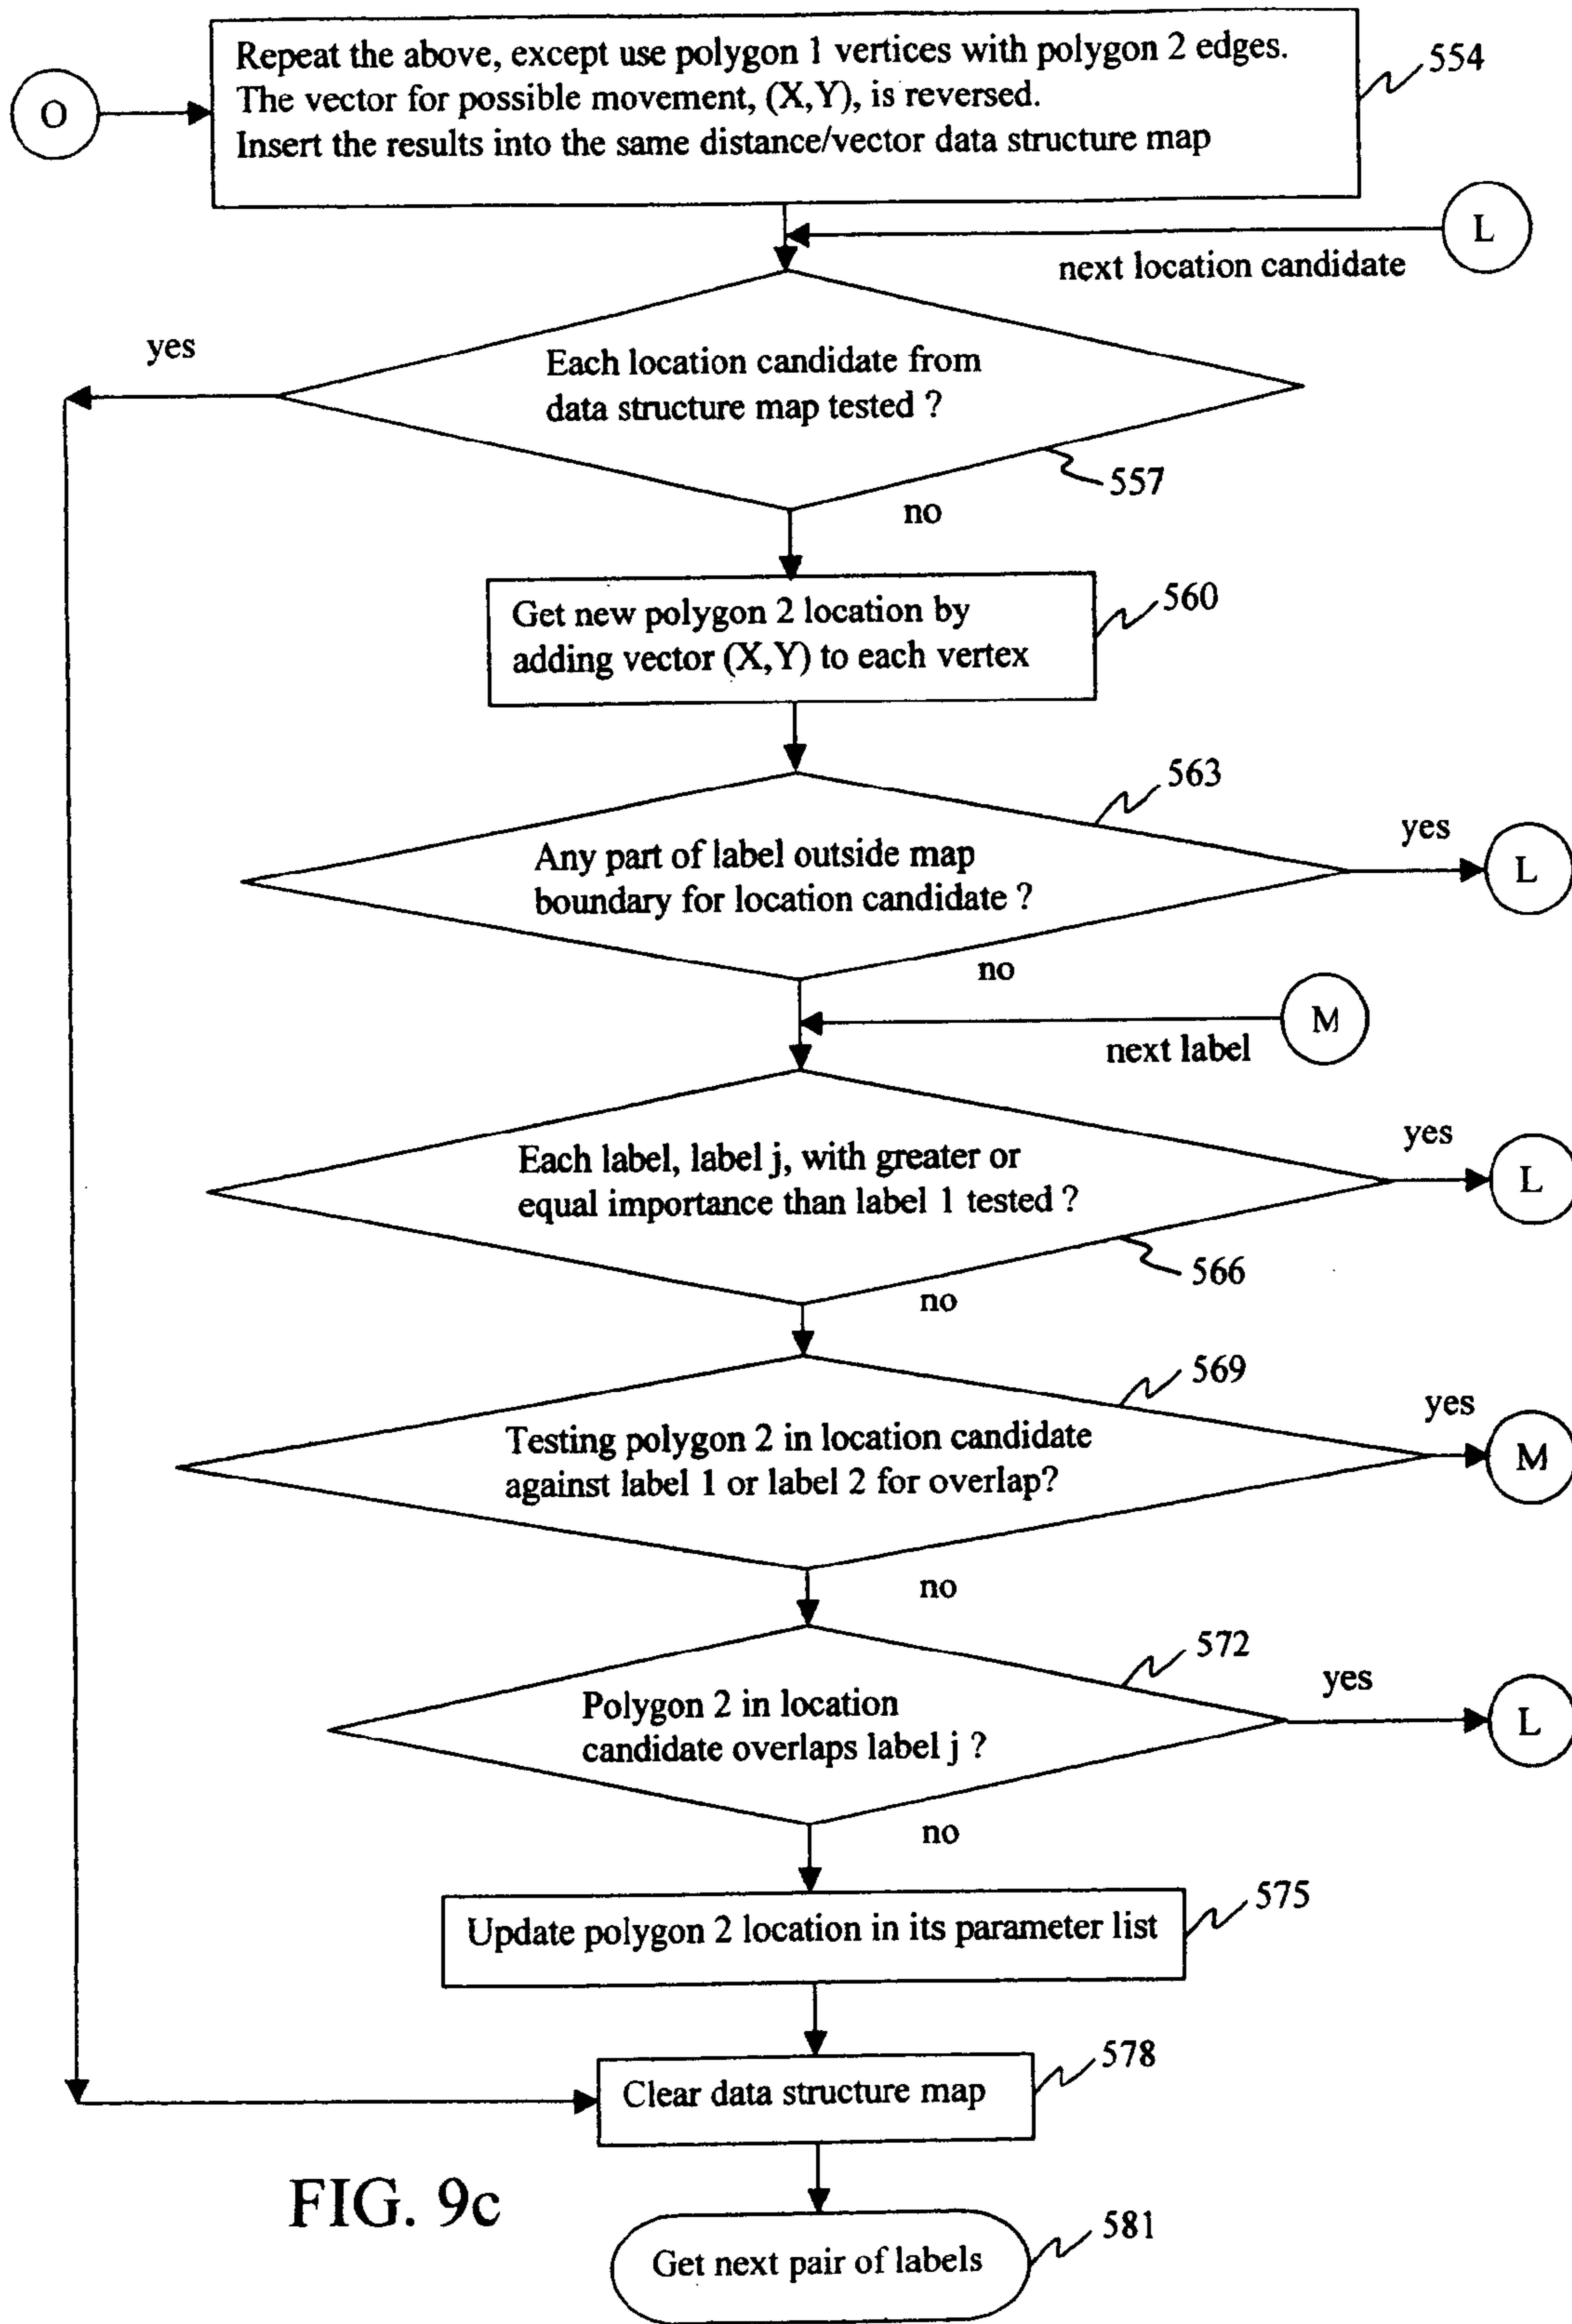 O
Repeat the above, except use polygon 1 vertices with polygon 2 edges.
The vector for possible movement, (X,Y), is reversed.
Insert the results into the same distance/vector data structure map
554
L
next location candidate
yes
Each location candidate from
data structure map tested ?
557
no
Get new polygon 2 location by
adding vector (X,Y) to each vertex
560
563
Any part of label outside map
boundary for location candidate ?
yes
L
no
M
next label
Each label, label j, with greater or
equal importance than label 1 tested ?
yes
L
566
no
569
Testing polygon 2 in location candidate
against label 1 or label 2 for overlap?
yes
M
no
572
Polygon 2 in location
candidate overlaps label j ?
yes
L
no
Update polygon 2 location in its parameter list
575
Clear data structure map
578
FIG. 9c
Get next pair of labels
581